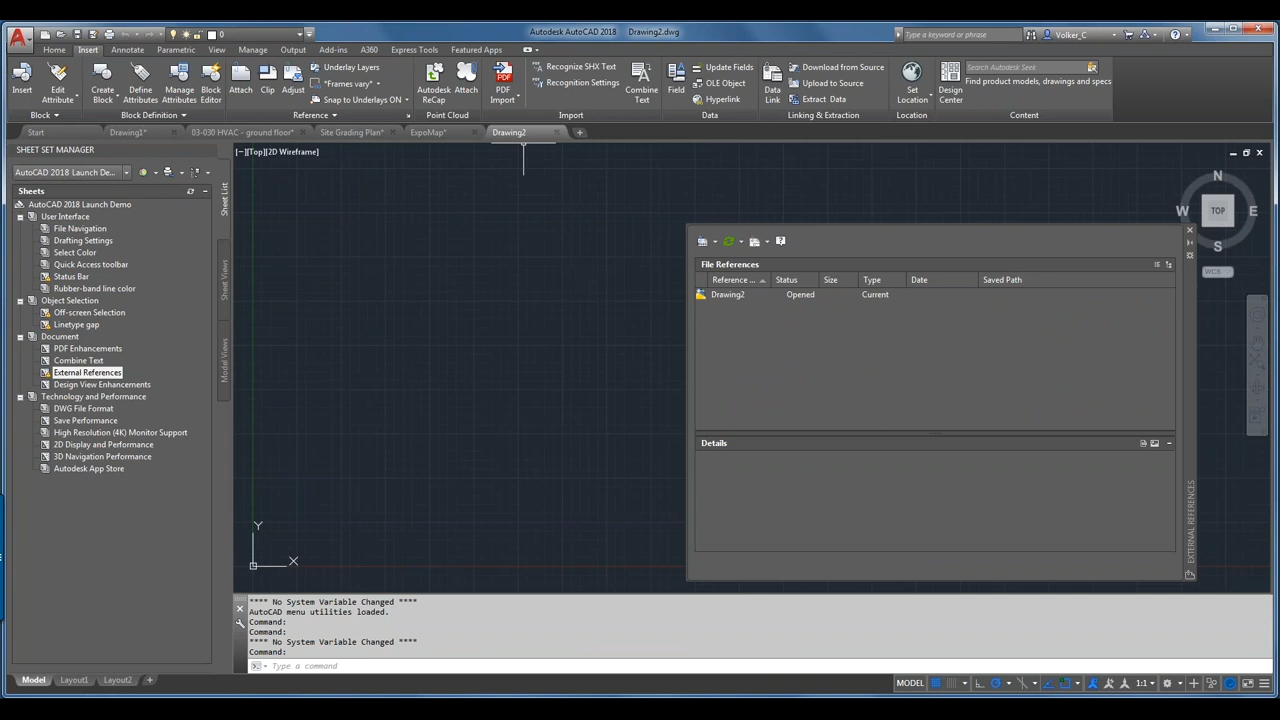 Autodesk AutoCAD 2018 Drawing2.dwg
0
Type a keyword or phrase
Volker_C
Home Insert Annotate Parametric View Manage Output Add-ins A360 Express Tools Featured Apps
Insert
Edit Attribute
Create Block
Define Attributes
Manage Attributes
Block Editor
Attach
Clip
Adjust
Underlay Layers
*Frames vary*
Snap to Underlays ON
Autodesk ReCap
Attach
PDF Import
Recognize SHX Text
Recognition Settings
Combine Text
Field
Update Fields
OLE Object
Hyperlink
Data Link
Download from Source
Upload to Source
Extract Data
Set Location
Design Center
Search Autodesk Seek
Find product models, drawings and specs
Block Block Definition Reference Point Cloud Import Data Linking & Extraction Location Content
Start Drawing1* 03-030 HVAC - ground floor* Site Grading Plan* ExpoMap* Drawing2
SHEET SET MANAGER
AutoCAD 2018 Launch De...
Sheets
AutoCAD 2018 Launch Demo
User Interface
File Navigation
Drafting Settings
Select Color
Quick Access toolbar
Status Bar
Rubber-band line color
Object Selection
Off-screen Selection
Linetype gap
Document
PDF Enhancements
Combine Text
External References
Design View Enhancements
Technology and Performance
DWG File Format
Save Performance
High Resolution (4K) Monitor Support
2D Display and Performance
3D Navigation Performance
Autodesk App Store
Sheet List
Sheet Views
Model Views
[−][Top][2D Wireframe]
N
W TOP E
S
WCS
File References
Reference ... Status Size Type Date Saved Path
Drawing2 Opened Current
Details
EXTERNAL REFERENCES
Y
X
**** No System Variable Changed ****
AutoCAD menu utilities loaded.
Command:
Command:
**** No System Variable Changed ****
Command:
Type a command
Model Layout1 Layout2
MODEL 1:1